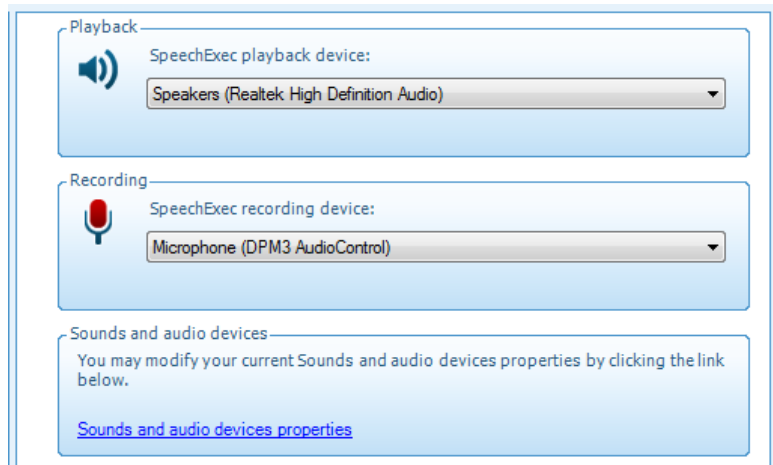 Playback
SpeechExec playback device:
Speakers (Realtek High Definition Audio)
Recording
SpeechExec recording device:
Microphone (DPM3 AudioControl)
Sounds and audio devices
You may modify your current Sounds and audio devices properties by clicking the link
below.
Sounds and audio devices properties